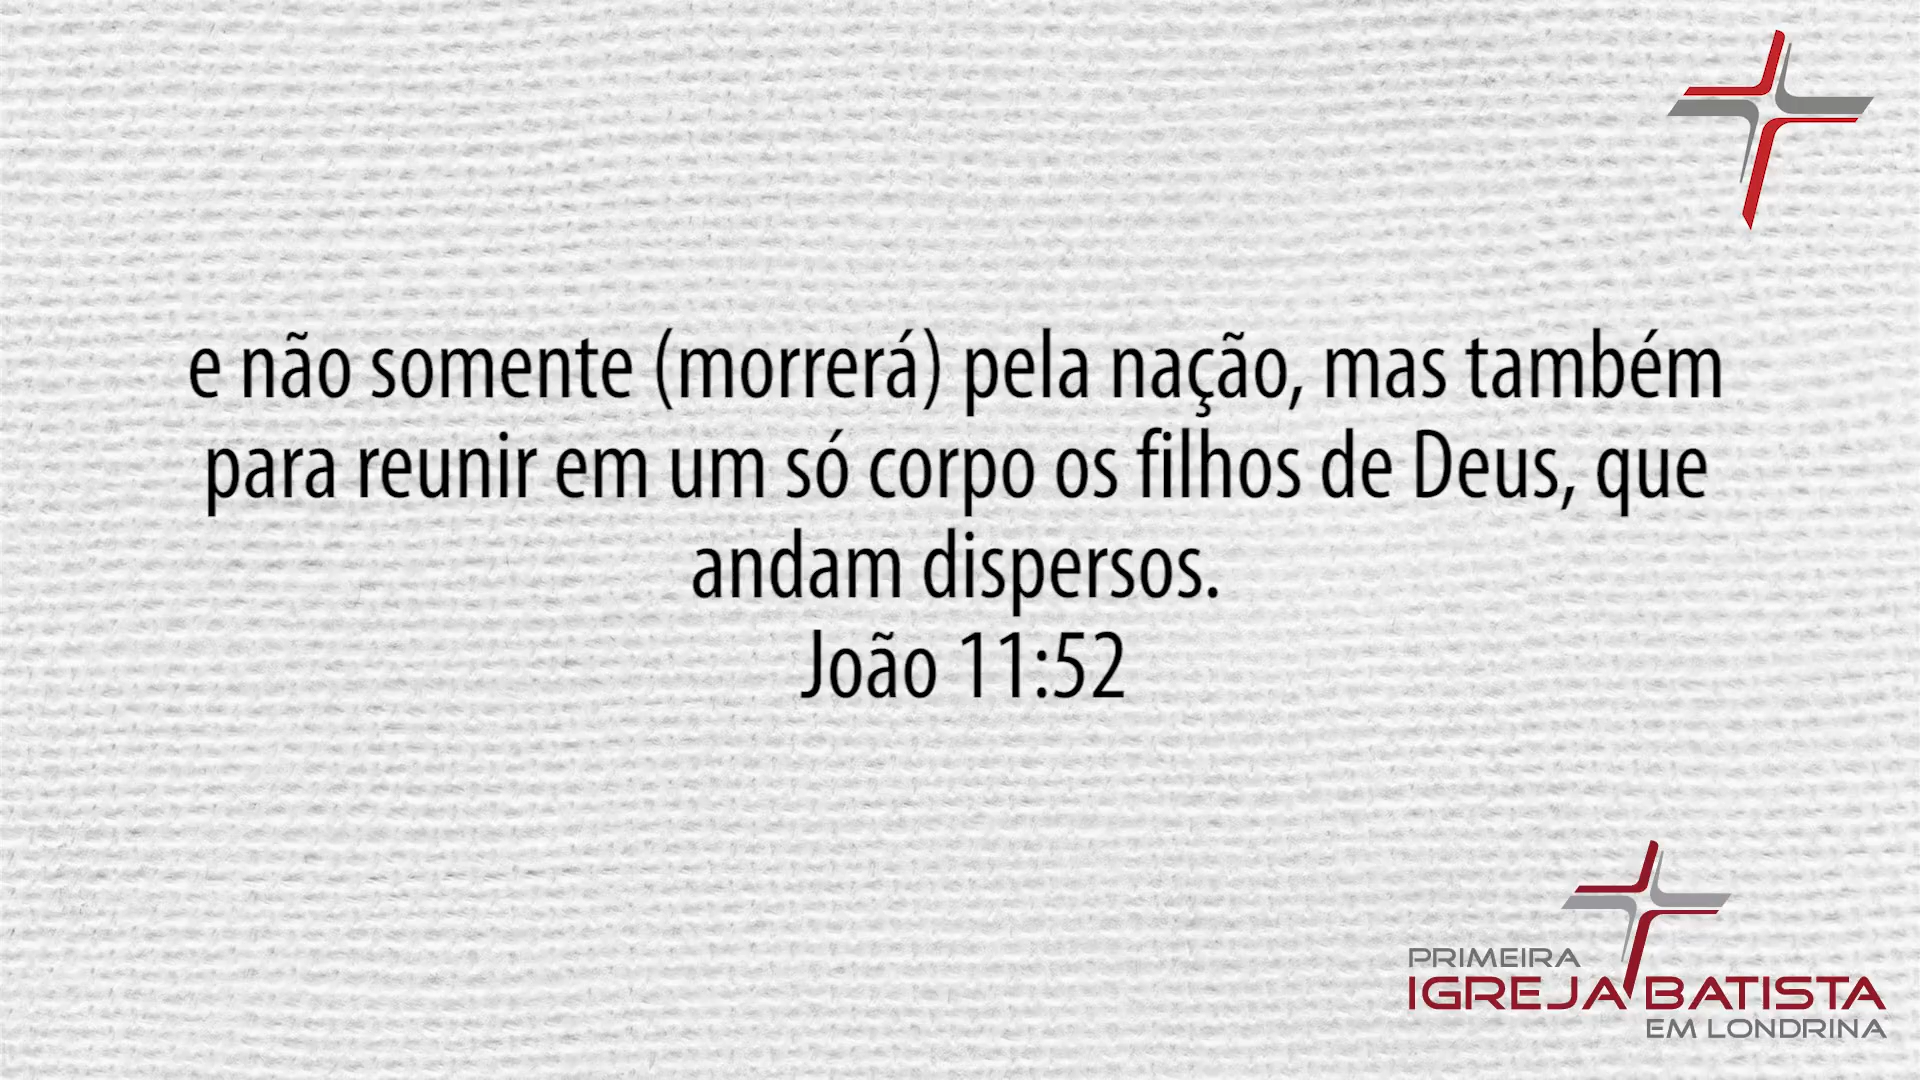 e não somente (morrerá) pela nação, mas também
para reunir em um só corpo os filhos de Deus, que
andam dispersos.
João 11:52
PRIMEIRA
IGREJA BATISTA
EM LONDRINA